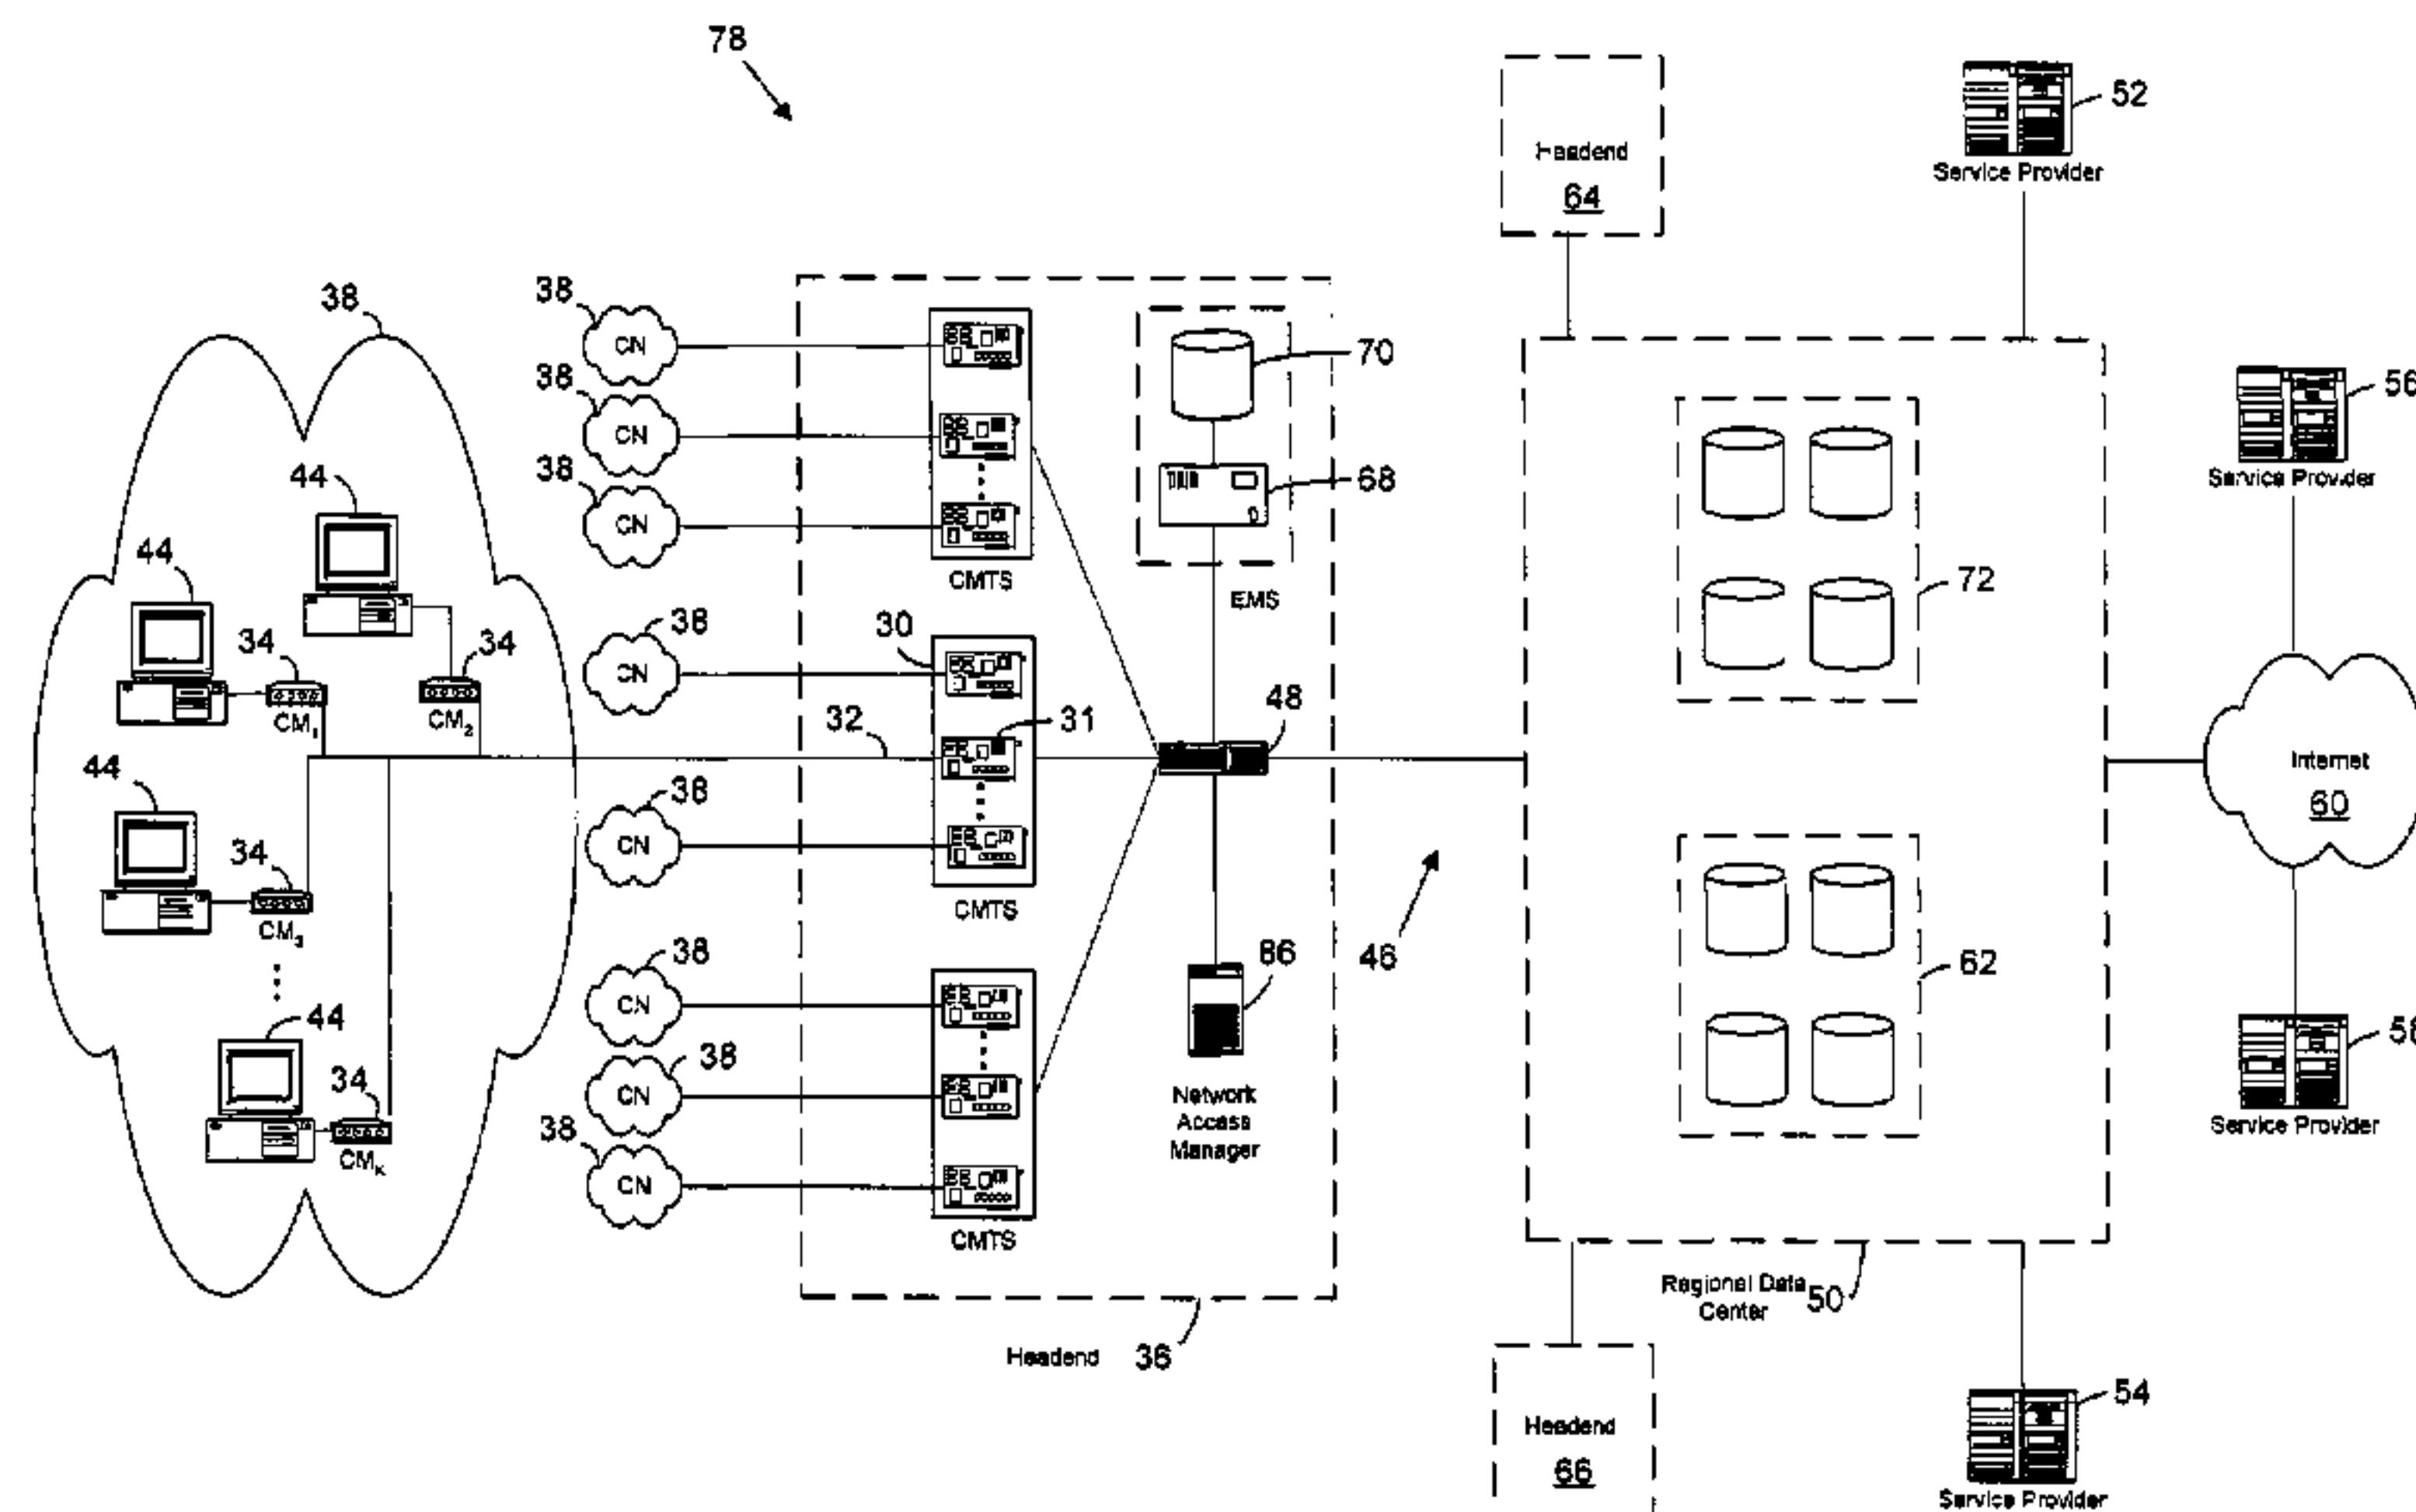 78
52
Headend
64
Service Provider
38
38
CN
70
56
38
CN
Service Provider
44
38
CN
68
44
CMTS
EMS
72
34
34
38
CN
30
CM1
CM2
32
31
48
Internet
60
44
38
CN
34
CM3
CMTS
46
62
38
CN
86
44
38
CN
58
34
Network
Access
Manager
Service Provider
CMK
38
CN
CMTS
Regional Data
Center
50
Headend
36
Headend
66
54
Service Provider